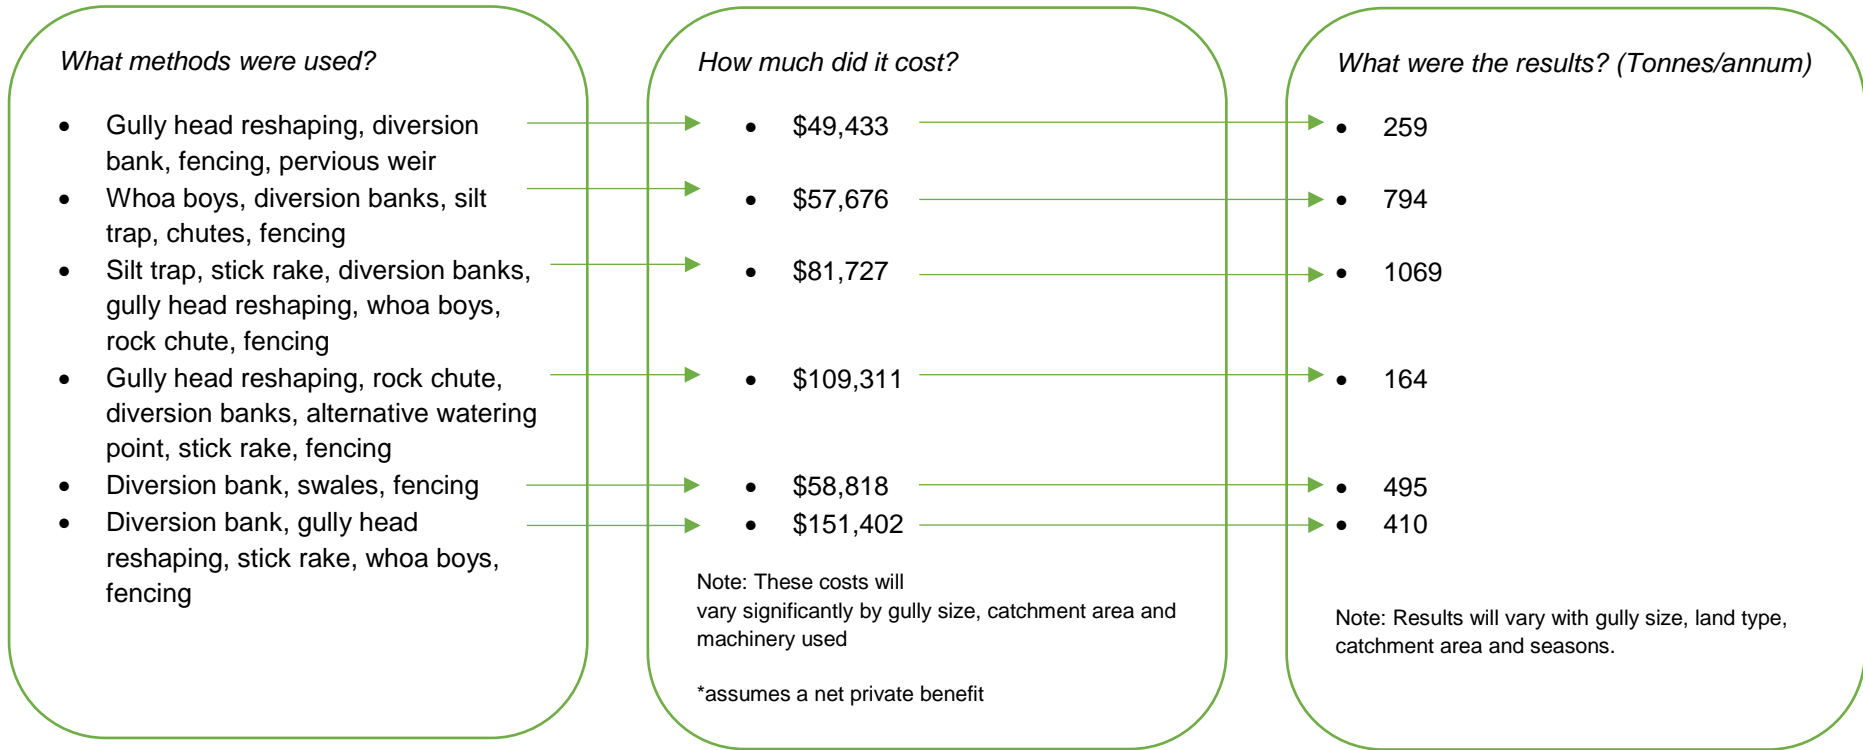 What methods were used?
• Gully head reshaping, diversion
bank, fencing, pervious weir
• Whoa boys, diversion banks, silt
trap, chutes, fencing
• Silt trap, stick rake, diversion banks,
gully head reshaping, whoa boys,
rock chute, fencing
• Gully head reshaping, rock chute,
diversion banks, alternative watering
point, stick rake, fencing
• Diversion bank, swales, fencing
• Diversion bank, gully head
reshaping, stick rake, whoa boys,
fencing
How much did it cost?
• $49,433
• $57,676
• $81,727
• $109,311
• $58,818
• $151,402
Note: These costs will
vary significantly by gully size, catchment area and
machinery used
*assumes a net private benefit
What were the results? (Tonnes/annum)
• 259
• 794
• 1069
• 164
• 495
• 410
Note: Results will vary with gully size, land type,
catchment area and seasons.